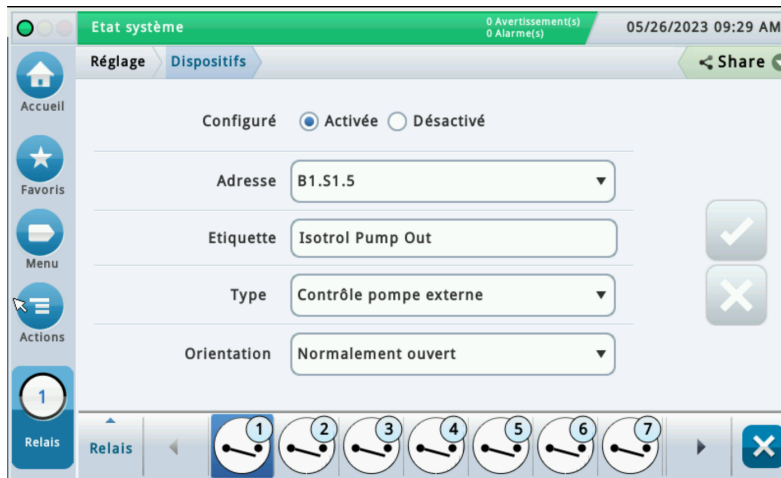 Etat système
0 Avertissement(s)
0 Alarme(s)
05/26/2023 09:29 AM
Réglage
Dispositifs
Share
Accueil
Favoris
Menu
Actions
1
Relais
Configuré
Activée
Désactivé
Adresse
B1.S1.5
Etiquette
Isotrol Pump Out
Type
Contrôle pompe externe
Orientation
Normalement ouvert
Relais
1
2
3
4
5
6
7